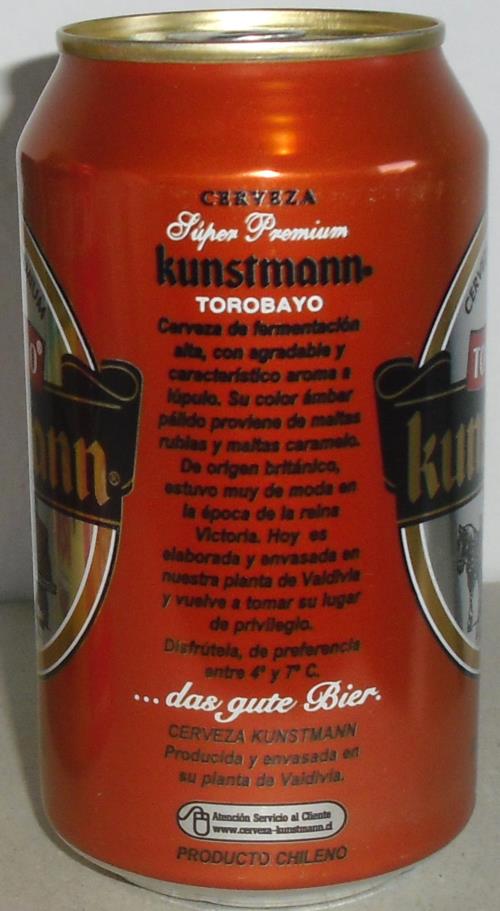 CERVEZA
Súper Premium
kunstmann
TOROBAYO
Cerveza de fermentación
alta, con agradable y
característico aroma a
lúpulo. Su color ámbar
pálido proviene de maltas
rubias y maltas caramelo.
De origen británico,
estuvo muy de moda en
la época de la reina
Victoria. Hoy es
elaborada y envasada en
nuestra planta de Valdivia
y vuelve a tomar su lugar
de privilegio.
Disfrútela, de preferencia
entre 4° y 7° C.
...das gute Bier.
CERVEZA KUNSTMANN
Producida y envasada en
su planta de Valdivia.
Atención Servicio al Cliente
www.cerveza-kunstmann.cl
PRODUCTO CHILENO
ann®
kun